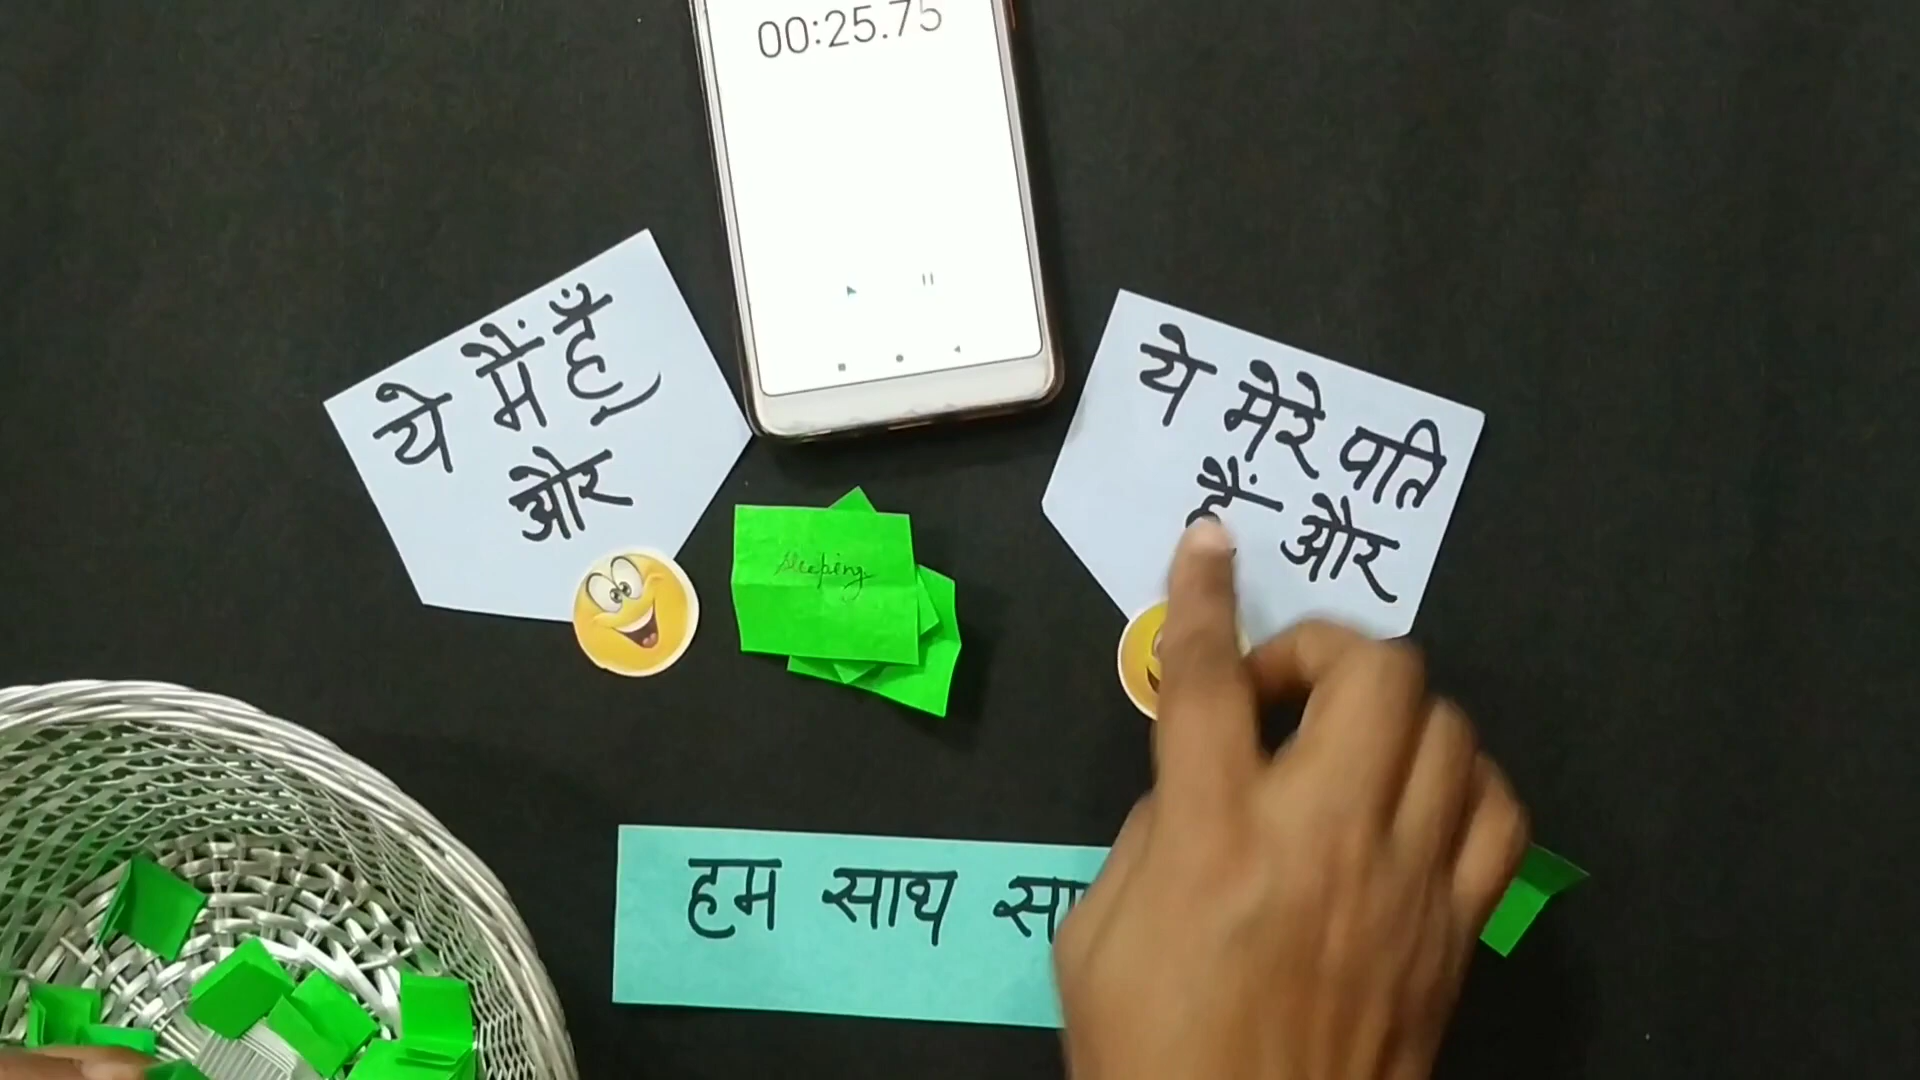 00:25.75
ये मैं हूँ
और
ये मेरे पति
हैं और
sleeping
हम साथ